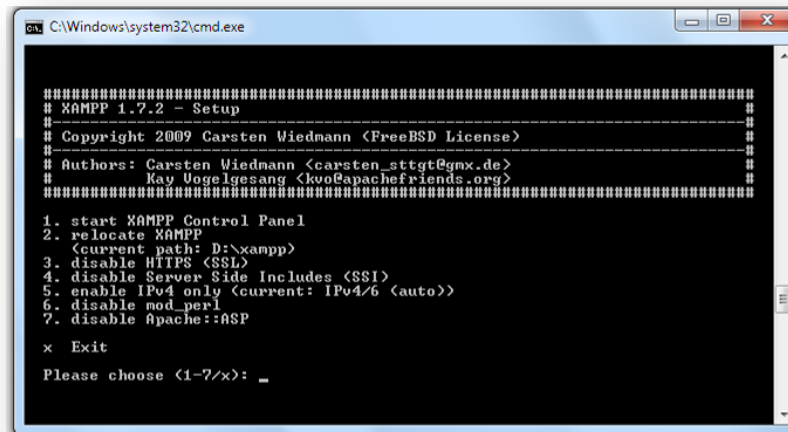 C:\Windows\system32\cmd.exe
###############################################################################
# XAMPP 1.7.2 - Setup #
#-----------------------------------------------------------------------------#
# Copyright 2009 Carsten Wiedmann (FreeBSD License) #
#-----------------------------------------------------------------------------#
# Authors: Carsten Wiedmann <carsten_sttgt@gmx.de> #
# Kay Vogelgesang <kvo@apachefriends.org> #
###############################################################################
1. start XAMPP Control Panel
2. relocate XAMPP
(current path: D:\xampp)
3. disable HTTPS (SSL)
4. disable Server Side Includes (SSI)
5. enable IPv4 only (current: IPv4/6 (auto))
6. disable mod_perl
7. disable Apache::ASP
x Exit
Please choose (1-7/x): _